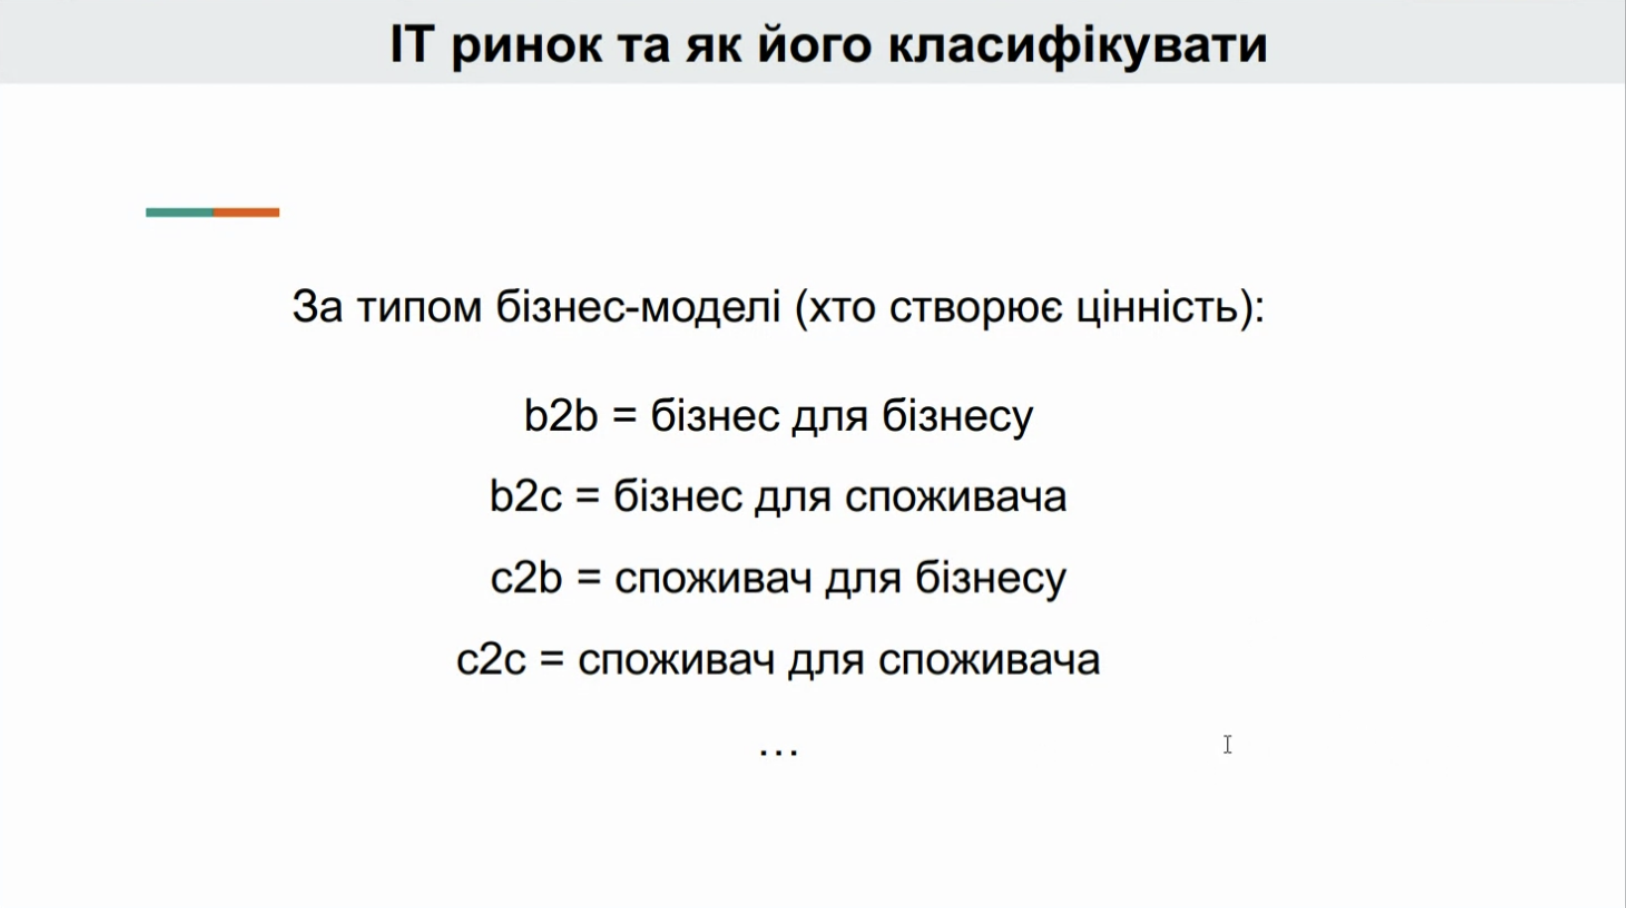 ІТ ринок та як його класифікувати
За типом бізнес-моделі (хто створює цінність):
b2b = бізнес для бізнесу
b2c = бізнес для споживача
c2b = споживач для бізнесу
c2c = споживач для споживача
…